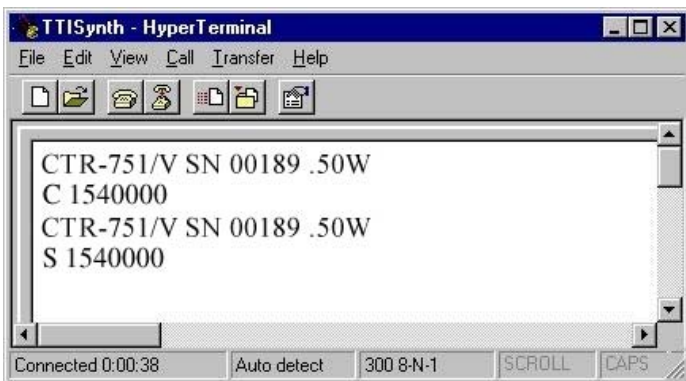 TTISynth - HyperTerminal
File Edit View Call Transfer Help
CTR-751/V SN 00189 .50W
C 1540000
CTR-751/V SN 00189 .50W
S 1540000
Connected 0:00:38 Auto detect 300 8-N-1 SCROLL CAPS